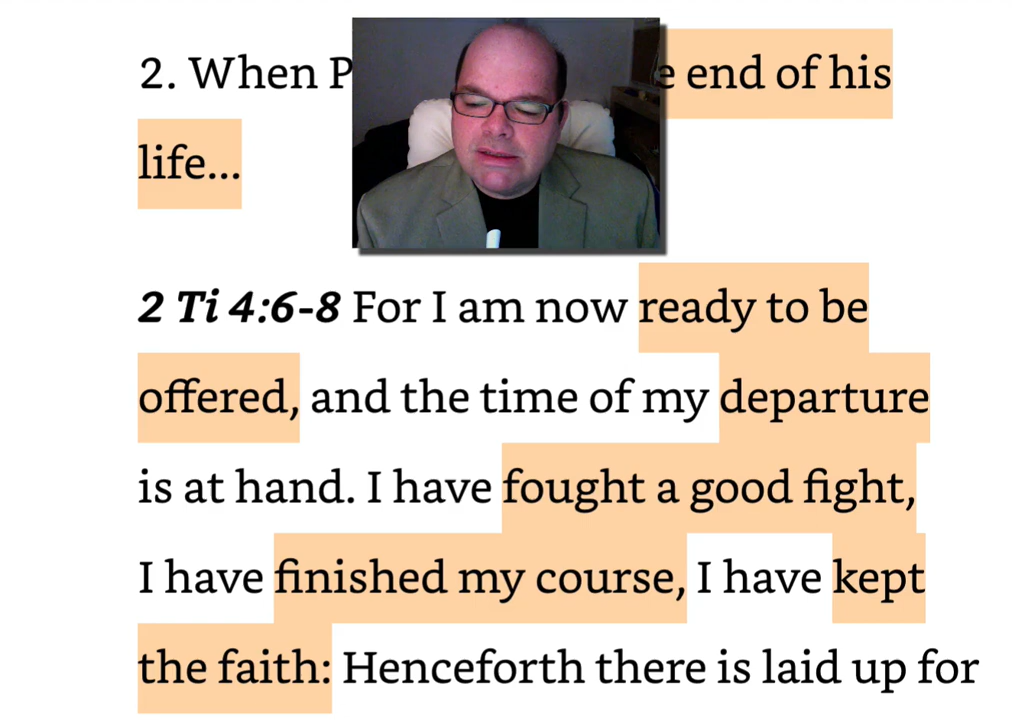 2. When e end of his
life...
2 Ti 4:6-8 For I am now ready to be
offered, and the time of my departure
is at hand. I have fought a good fight,
I have finished my course, I have kept
the faith: Henceforth there is laid up for